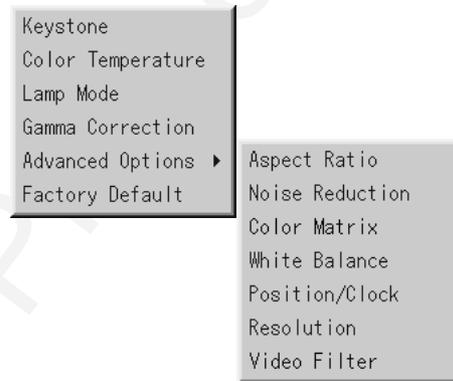 Keystone
Color Temperature
Lamp Mode
Gamma Correction
Advanced Options ▶
Factory Default
Aspect Ratio
Noise Reduction
Color Matrix
White Balance
Position/Clock
Resolution
Video Filter